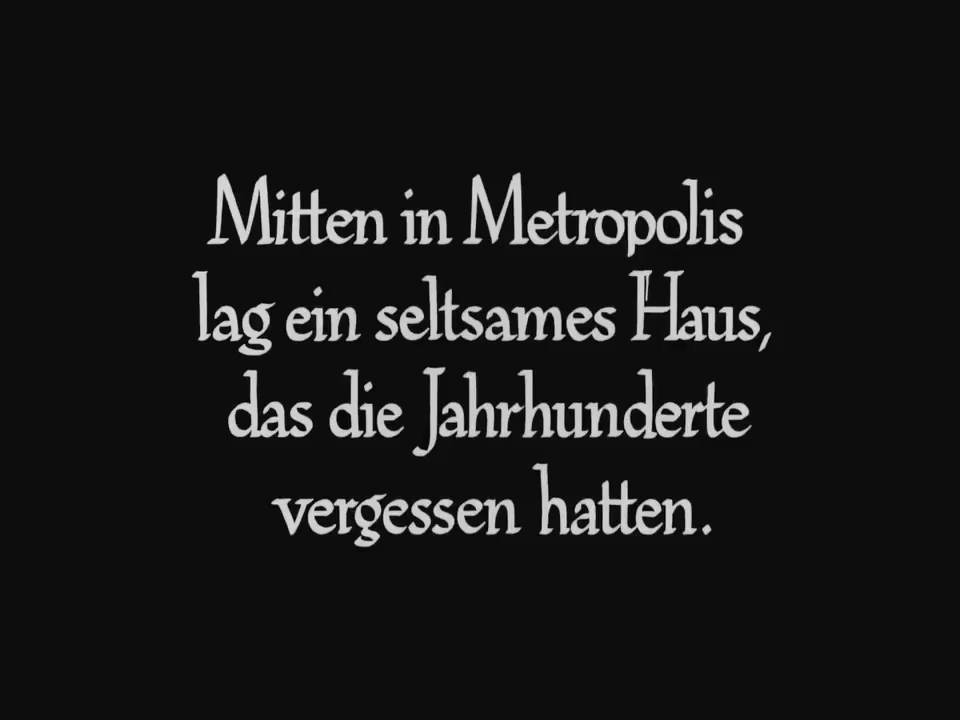 Mitten in Metropolis
lag ein seltsames Haus,
das die Jahrhunderte
vergessen hatten.